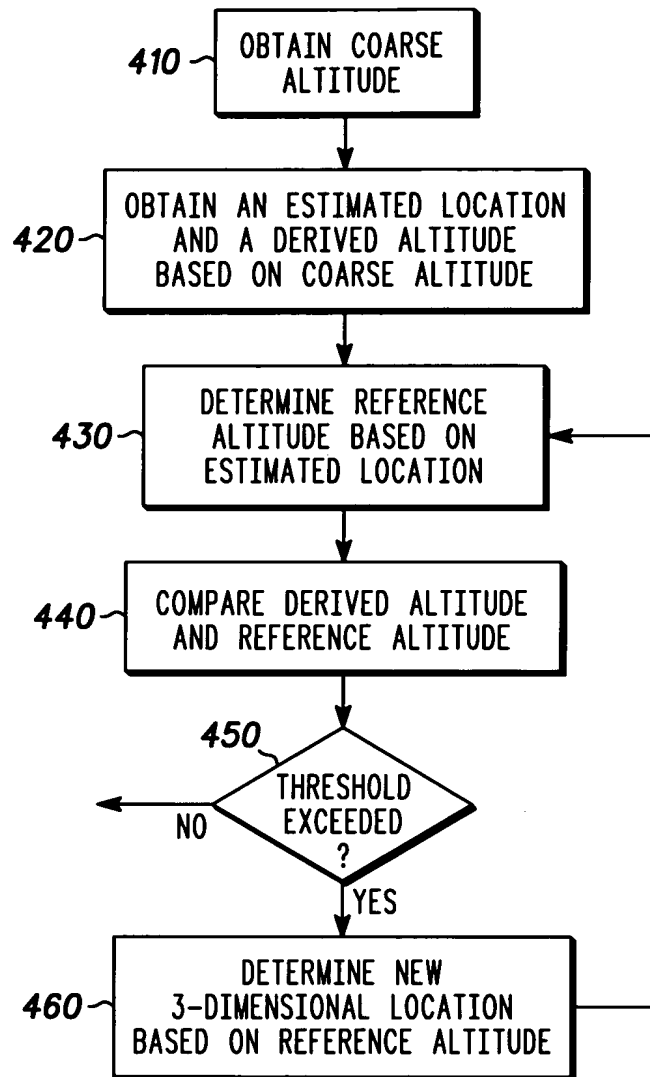 410
OBTAIN COARSE
ALTITUDE
420
OBTAIN AN ESTIMATED LOCATION
AND A DERIVED ALTITUDE
BASED ON COARSE ALTITUDE
430
DETERMINE REFERENCE
ALTITUDE BASED ON
ESTIMATED LOCATION
440
COMPARE DERIVED ALTITUDE
AND REFERENCE ALTITUDE
450
THRESHOLD
EXCEEDED
?
NO
YES
460
DETERMINE NEW
3-DIMENSIONAL LOCATION
BASED ON REFERENCE ALTITUDE